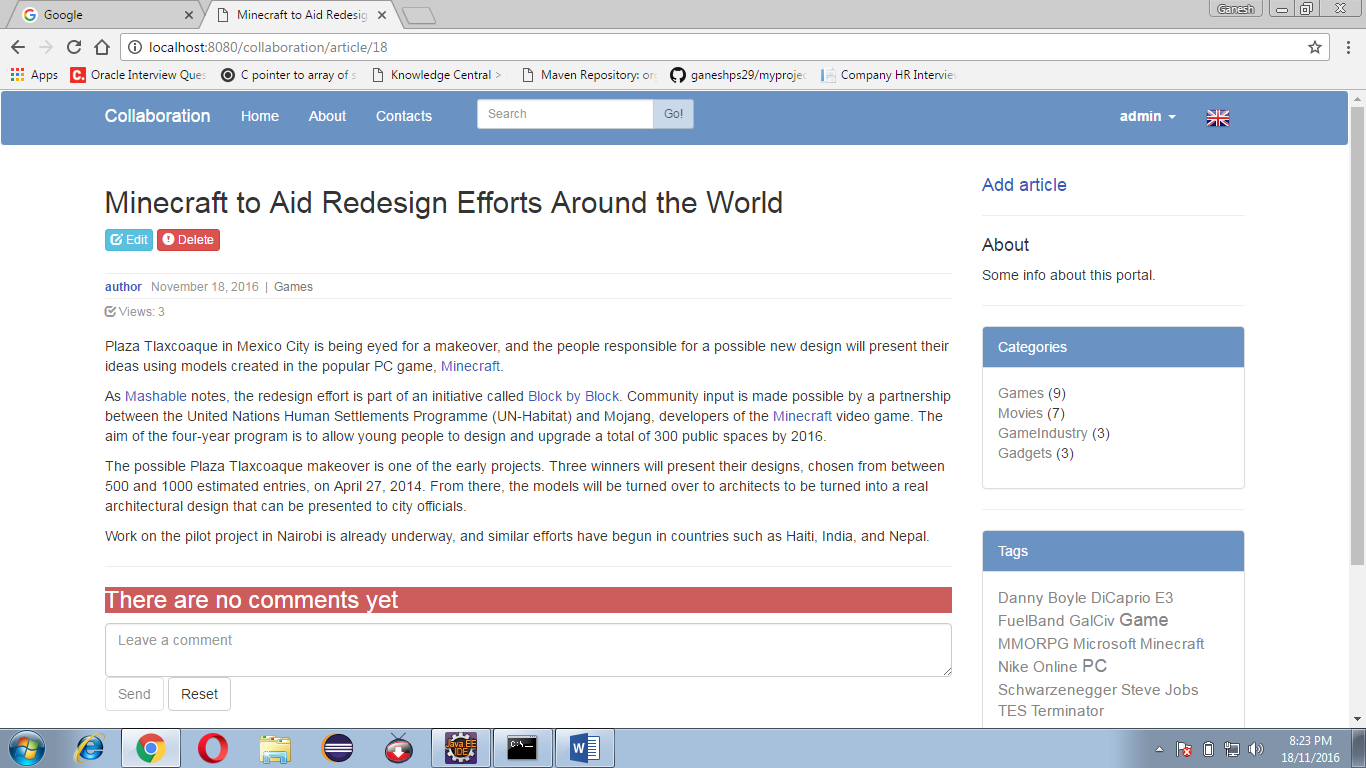 Google
Minecraft to Aid Redesig
Ganesh
localhost:8080/collaboration/article/18
Apps
Oracle Interview Ques
C pointer to array of s
Knowledge Central >
Maven Repository: or
ganeshps29/myprojec
Company HR Intervie
Collaboration
Home
About
Contacts
Search
Go!
admin
Minecraft to Aid Redesign Efforts Around the World
Edit
Delete
author November 18, 2016 | Games
Views: 3
Plaza Tlaxcoaque in Mexico City is being eyed for a makeover, and the people responsible for a possible new design will present their
ideas using models created in the popular PC game, Minecraft.
As Mashable notes, the redesign effort is part of an initiative called Block by Block. Community input is made possible by a partnership
between the United Nations Human Settlements Programme (UN-Habitat) and Mojang, developers of the Minecraft video game. The
aim of the four-year program is to allow young people to design and upgrade a total of 300 public spaces by 2016.
The possible Plaza Tlaxcoaque makeover is one of the early projects. Three winners will present their designs, chosen from between
500 and 1000 estimated entries, on April 27, 2014. From there, the models will be turned over to architects to be turned into a real
architectural design that can be presented to city officials.
Work on the pilot project in Nairobi is already underway, and similar efforts have begun in countries such as Haiti, India, and Nepal.
There are no comments yet
Leave a comment
Send
Reset
Add article
About
Some info about this portal.
Categories
Games (9)
Movies (7)
GameIndustry (3)
Gadgets (3)
Tags
Danny Boyle DiCaprio E3
FuelBand GalCiv Game
MMORPG Microsoft Minecraft
Nike Online PC
Schwarzenegger Steve Jobs
TES Terminator
Java EE
IDE
C:\.
8:23 PM
18/11/2016